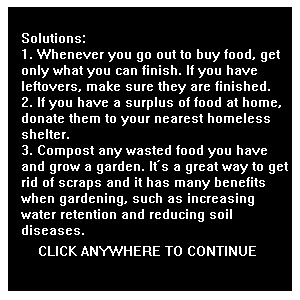 Solutions:
1. Whenever you go out to buy food, get
only what you can finish. If you have
leftovers, make sure they are finished.
2. If you have a surplus of food at home,
donate them to your nearest homeless
shelter.
3. Compost any wasted food you have
and grow a garden. It´s a great way to get
rid of scraps and it has many benefits
when gardening, such as increasing
water retention and reducing soil
diseases.
CLICK ANYWHERE TO CONTINUE